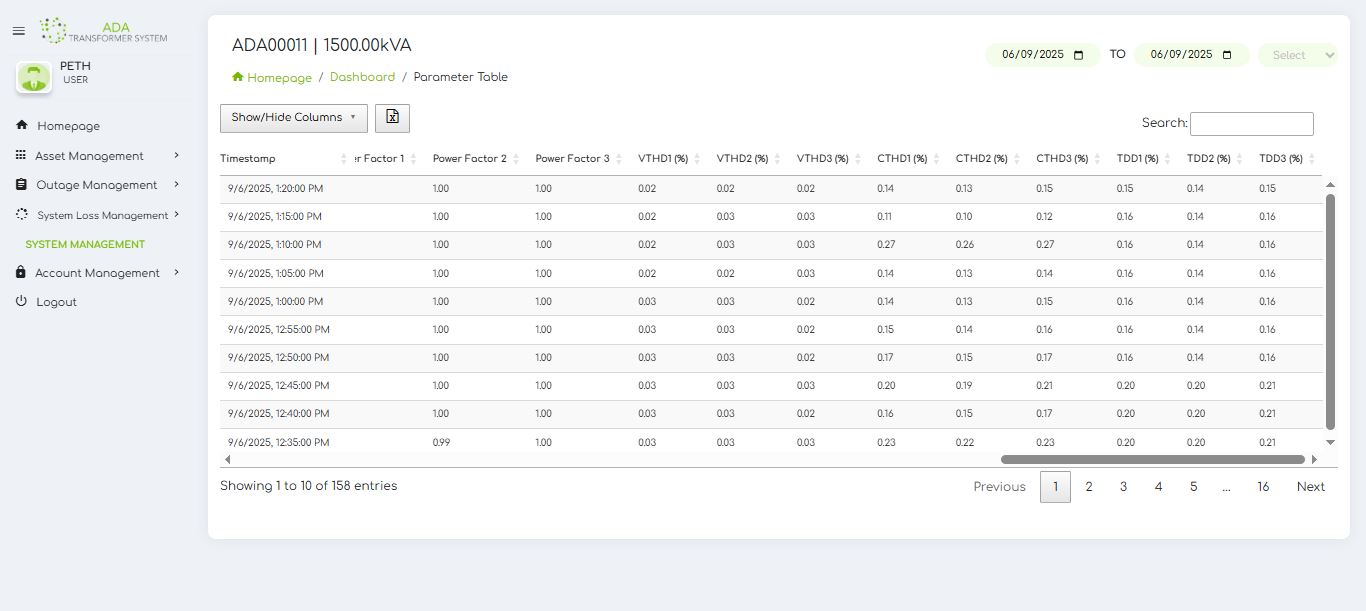 ADA
TRANSFORMER SYSTEM
PETH
USER
Homepage
Asset Management
Outage Management
System Loss Management
SYSTEM MANAGEMENT
Account Management
Logout
ADA00011 | 1500.00kVA
06/09/2025 TO 06/09/2025 Select
Homepage / Dashboard / Parameter Table
Show/Hide Columns
Search:
Timestamp er Factor 1 Power Factor 2 Power Factor 3 VTHD1 (%) VTHD2 (%) VTHD3 (%) CTHD1 (%) CTHD2 (%) CTHD3 (%) TDD1 (%) TDD2 (%) TDD3 (%)
9/6/2025, 1:20:00 PM 1.00 1.00 0.02 0.02 0.02 0.14 0.13 0.15 0.15 0.14 0.15
9/6/2025, 1:15:00 PM 1.00 1.00 0.02 0.03 0.03 0.11 0.10 0.12 0.16 0.14 0.16
9/6/2025, 1:10:00 PM 1.00 1.00 0.02 0.03 0.03 0.27 0.26 0.27 0.16 0.14 0.16
9/6/2025, 1:05:00 PM 1.00 1.00 0.02 0.02 0.03 0.14 0.13 0.14 0.16 0.14 0.16
9/6/2025, 1:00:00 PM 1.00 1.00 0.03 0.03 0.02 0.14 0.13 0.15 0.16 0.14 0.16
9/6/2025, 12:55:00 PM 1.00 1.00 0.03 0.03 0.02 0.15 0.14 0.16 0.16 0.14 0.16
9/6/2025, 12:50:00 PM 1.00 1.00 0.03 0.03 0.02 0.17 0.15 0.17 0.16 0.14 0.16
9/6/2025, 12:45:00 PM 1.00 1.00 0.03 0.03 0.03 0.20 0.19 0.21 0.20 0.20 0.21
9/6/2025, 12:40:00 PM 1.00 1.00 0.03 0.03 0.02 0.16 0.15 0.17 0.20 0.20 0.21
9/6/2025, 12:35:00 PM 0.99 1.00 0.03 0.03 0.03 0.23 0.22 0.23 0.20 0.20 0.21
Showing 1 to 10 of 158 entries
Previous 1 2 3 4 5 ... 16 Next